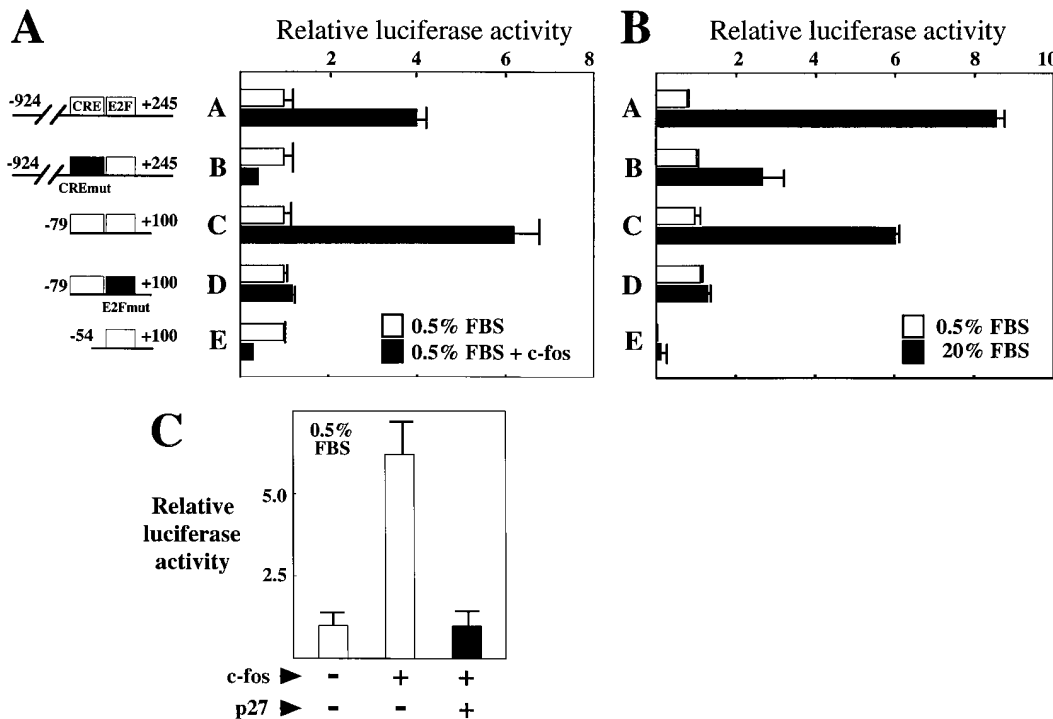 A
Relative luciferase activity
2 4 6 8
-924 CRE E2F +245
A
-924 +245
CREmut
B
-79 +100
C
-79 +100
E2Fmut
D
-54 +100
E
0.5% FBS
0.5% FBS + c-fos
B
Relative luciferase activity
2 4 6 8 10
A
B
C
D
E
0.5% FBS
20% FBS
C
0.5%
FBS
Relative
luciferase
activity
5.0
2.5
c-fos - + +
p27 - - +